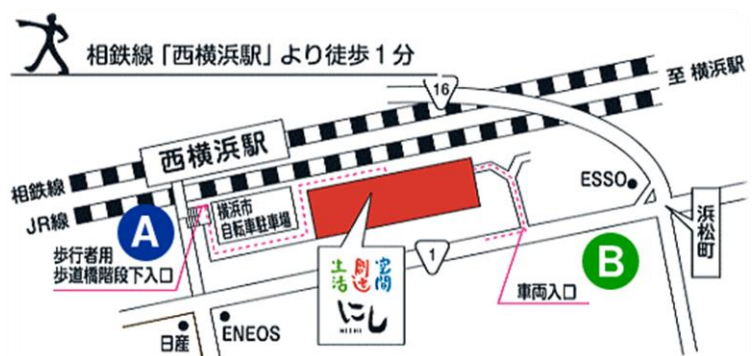 相鉄線「西横浜駅」より徒歩1分
16
至 横浜駅
西横浜駅
相鉄線
JR線
A
横浜市
自転車駐車場
ESSO
浜松町
歩行者用
歩道橋階段下入口
1
B
生活
創造
空間
にし
NISHI
車両入口
日産
ENEOS